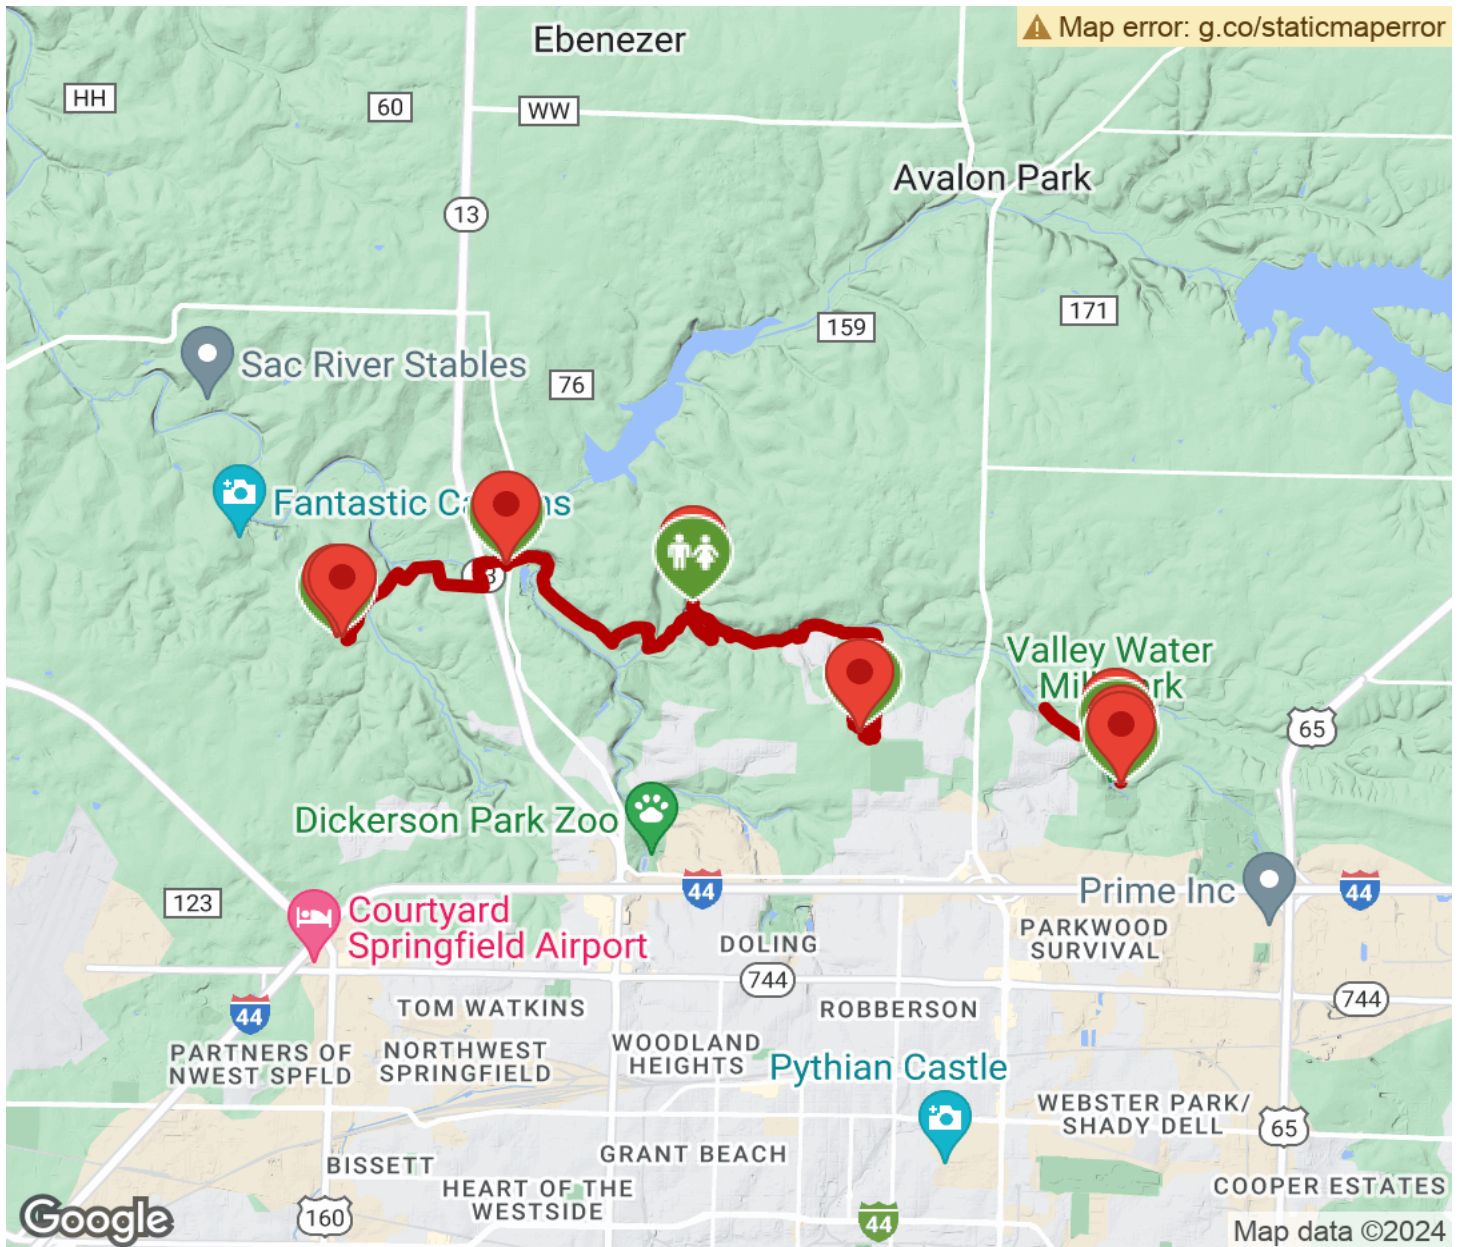 Map error: g.co/staticmaperror
Ebenezer
HH
60
WW
Avalon Park
13
171
159
Sac River Stables
76
Fantastic
Valley Water
65
Dickerson Park Zoo
44
Prime Inc
44
123
Courtyard
Springfield Airport
DOLING
PARKWOOD
SURVIVAL
744
744
TOM WATKINS
ROBBERSON
44
PARTNERS OF
NWEST SPFLD
NORTHWEST
SPRINGFIELD
WOODLAND
HEIGHTS
Pythian Castle
WEBSTER PARK/
SHADY DELL
65
GRANT BEACH
BISSETT
HEART OF THE
WESTSIDE
COOPER ESTATES
160
44
Google
Map data ©2024